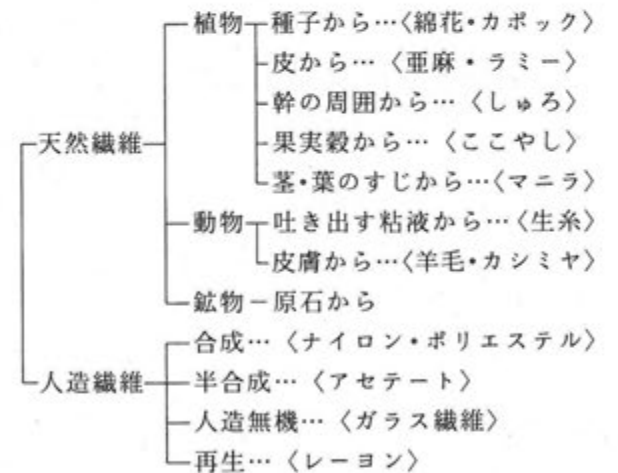 植物 種子から…〈綿花・カポック〉
皮から…〈亜麻・ラミー〉
幹の周囲から…〈しゅろ〉
天然繊維 果実穀から…〈ここやし〉
茎・葉のすじから…〈マニラ〉
動物 吐き出す粘液から…〈生糸〉
皮膚から…〈羊毛・カシミヤ〉
鉱物－原石から
合成…〈ナイロン・ポリエステル〉
人造繊維 半合成…〈アセテート〉
人造無機…〈ガラス繊維〉
再生…〈レーヨン〉